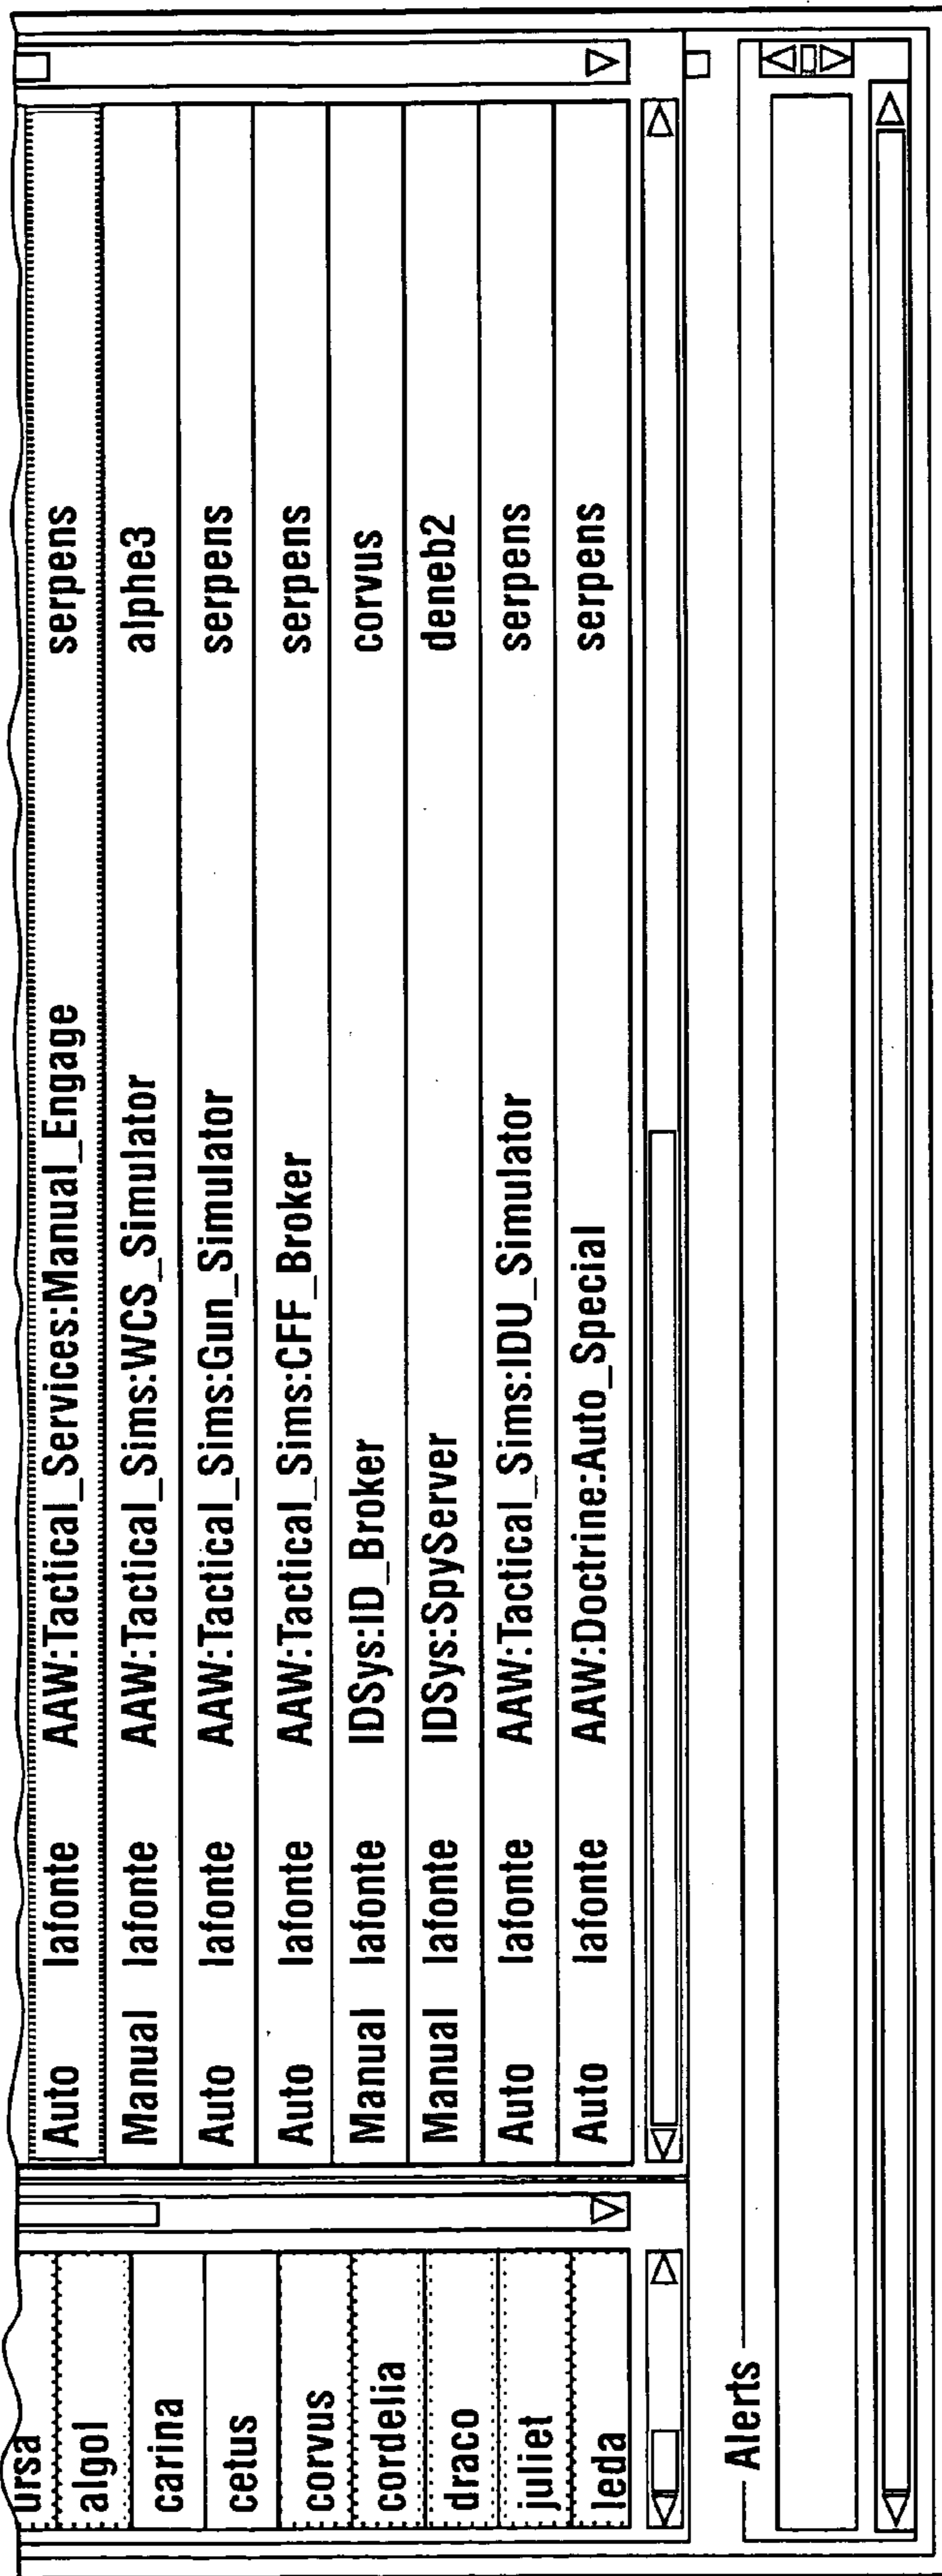 ursa
algol
carina
cetus
corvus
cordelia
draco
juliet
leda
Auto lafonte AAW:Tactical_Services:Manual_Engage serpens
Manual lafonte AAW:Tactical_Sims:WCS_Simulator alphe3
Auto lafonte AAW:Tactical_Sims:Gun_Simulator serpens
Auto lafonte AAW:Tactical_Sims:CFF_Broker serpens
Manual lafonte IDSys:ID_Broker corvus
Manual lafonte IDSys:SpyServer deneb2
Auto lafonte AAW:Tactical_Sims:IDU_Simulator serpens
Auto lafonte AAW:Doctrine:Auto_Special serpens
Alerts